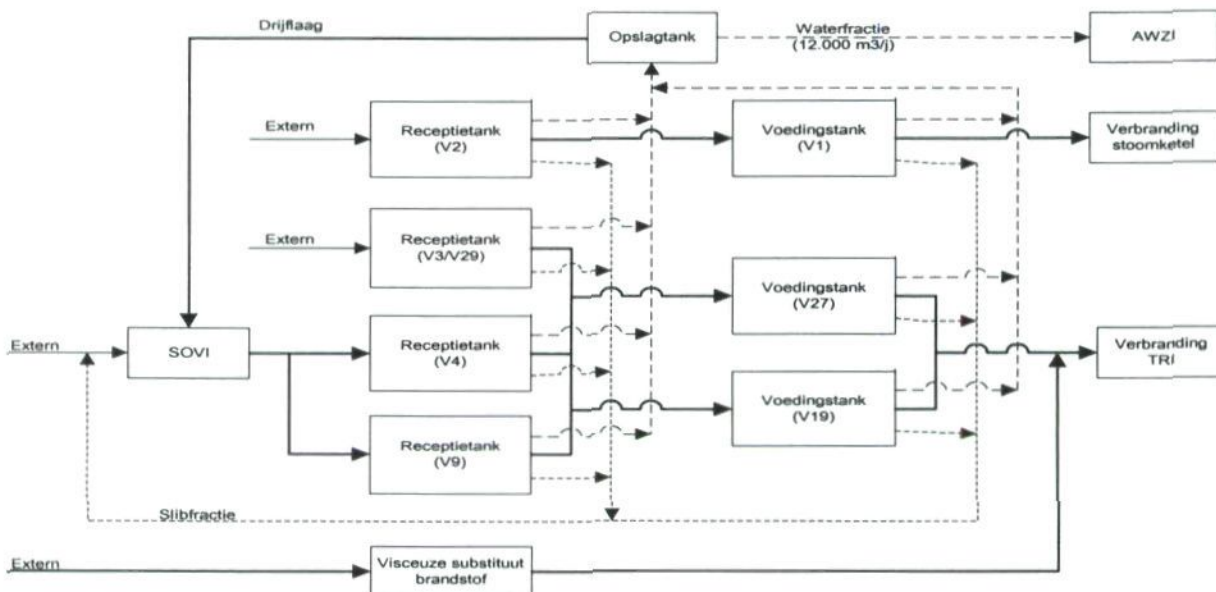 Drijflaag
Opslagtank
Waterfractie
(12.000 m3/j)
AWZI
Extern
Receptietank
(V2)
Voedingstank
(V1)
Verbranding
stoomketel
Extern
Receptietank
(V3/V29)
Voedingstank
(V27)
Extern
SOVI
Receptietank
(V4)
Verbranding
TRI
Voedingstank
(V19)
Receptietank
(V9)
Slibfractie
Extern
Visceuze substituut
brandstof